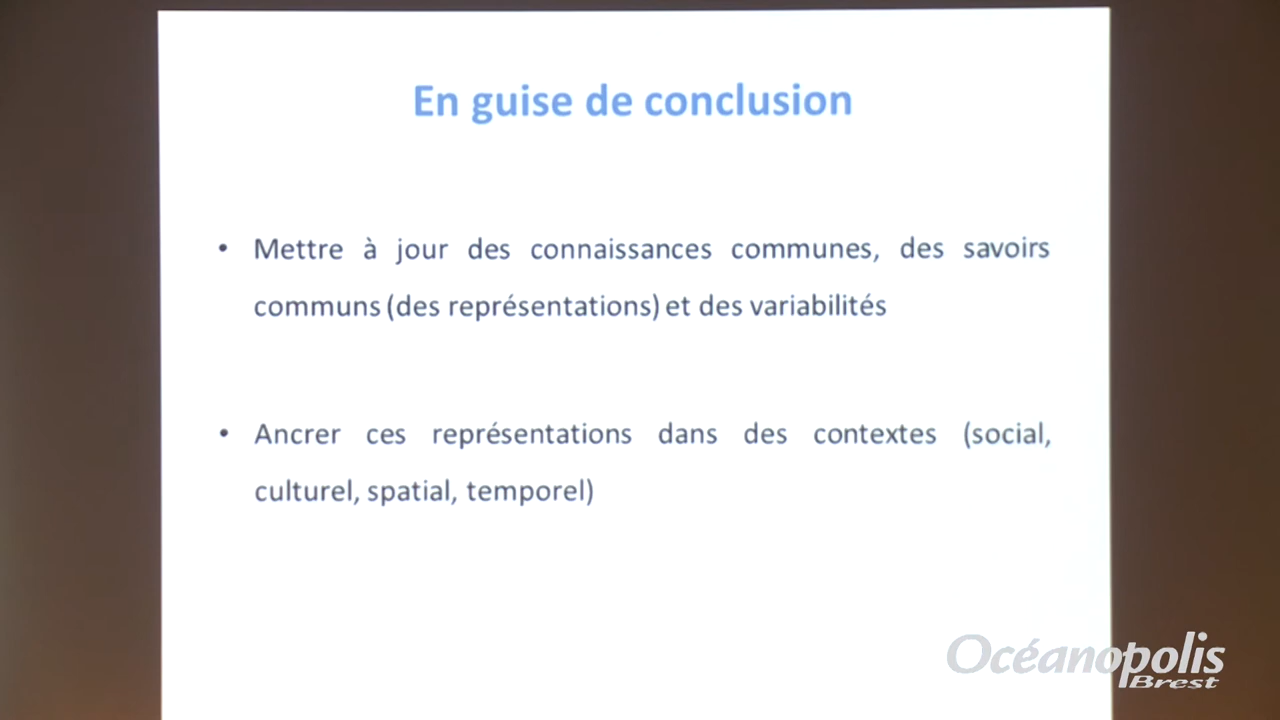 En guise de conclusion
• Mettre à jour des connaissances communes, des savoirs
communs (des représentations) et des variabilités
• Ancrer ces représentations dans des contextes (social,
culturel, spatial, temporel)
Océanopolis
Brest